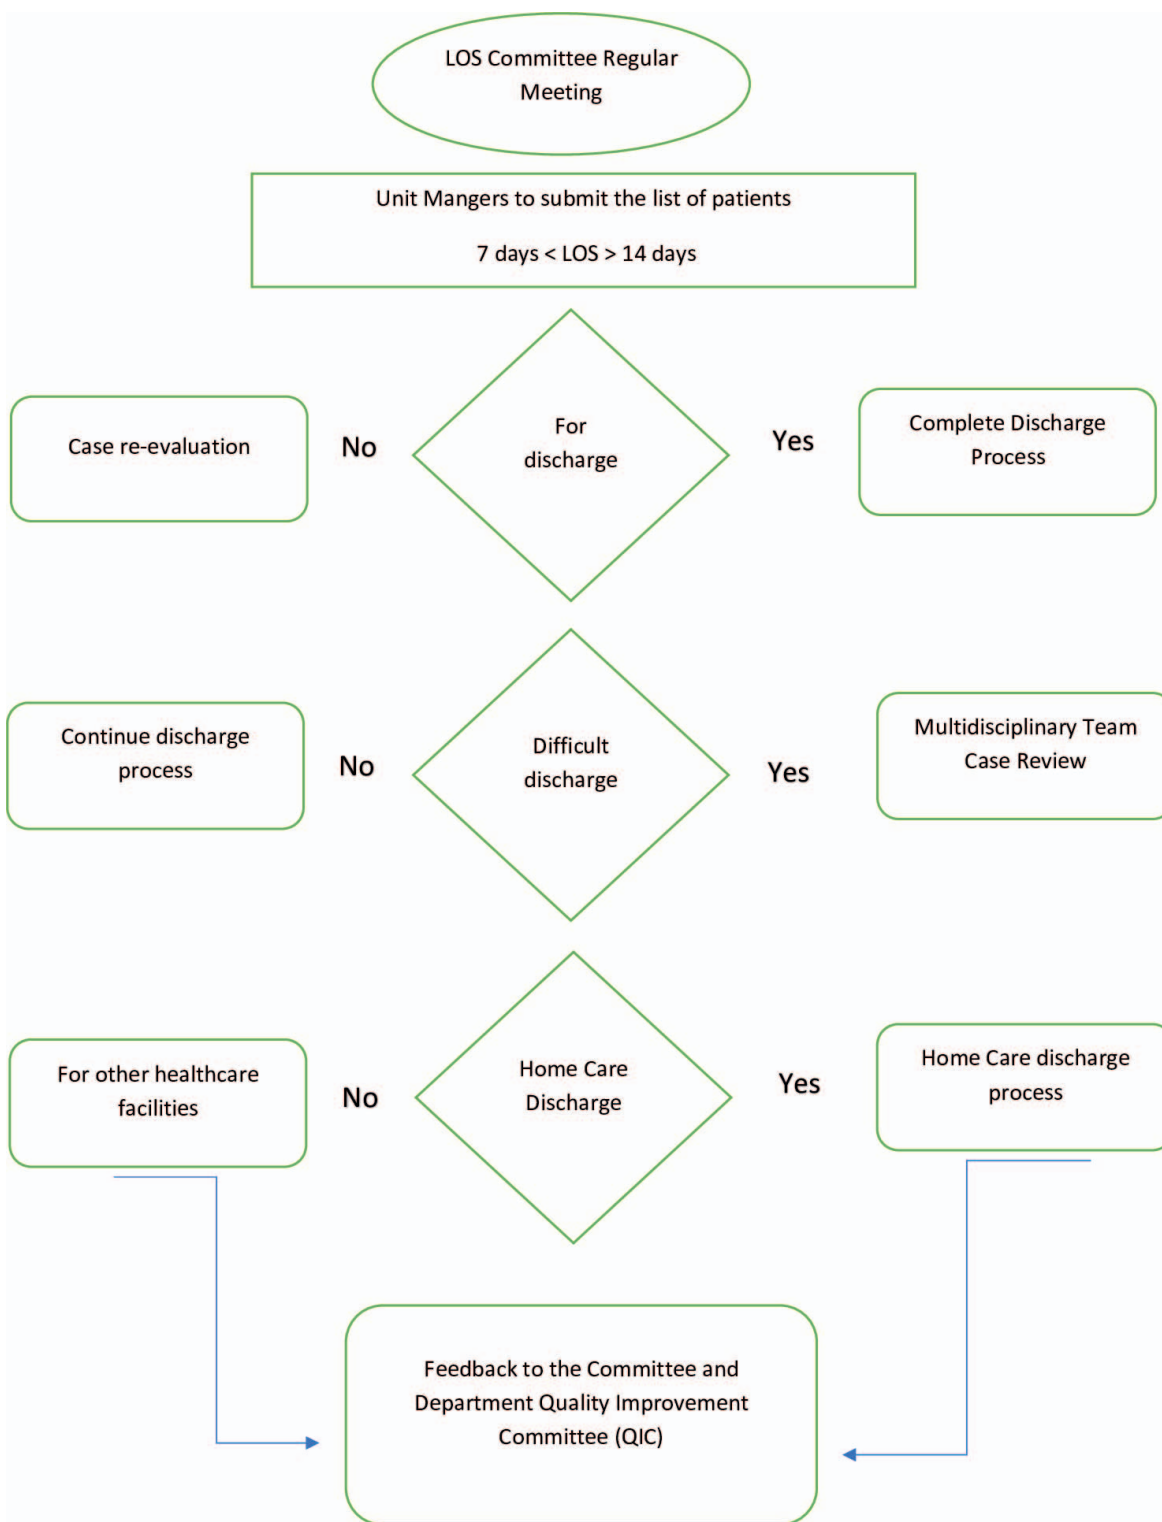 LOS Committee Regular
Meeting
Unit Mangers to submit the list of patients
7 days < LOS > 14 days
For
discharge
No
Yes
Case re-evaluation
Complete Discharge
Process
Difficult
discharge
No
Yes
Continue discharge
process
Multidisciplinary Team
Case Review
Home Care
Discharge
No
Yes
For other healthcare
facilities
Home Care discharge
process
Feedback to the Committee and
Department Quality Improvement
Committee (QIC)